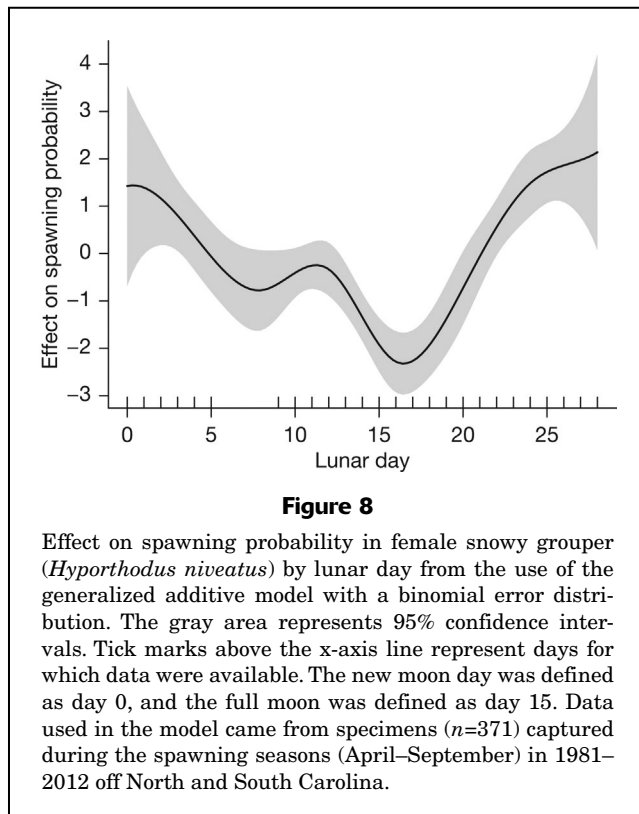 4
3
2
1
0
−1
−2
−3
Effect on spawning probability
0 5 10 15 20 25
Lunar day
Figure 8
Effect on spawning probability in female snowy grouper
(Hyporthodus niveatus) by lunar day from the use of the
generalized additive model with a binomial error distri-
bution. The gray area represents 95% confidence inter-
vals. Tick marks above the x-axis line represent days for
which data were available. The new moon day was defined
as day 0, and the full moon was defined as day 15. Data
used in the model came from specimens (n=371) captured
during the spawning seasons (April–September) in 1981–
2012 off North and South Carolina.